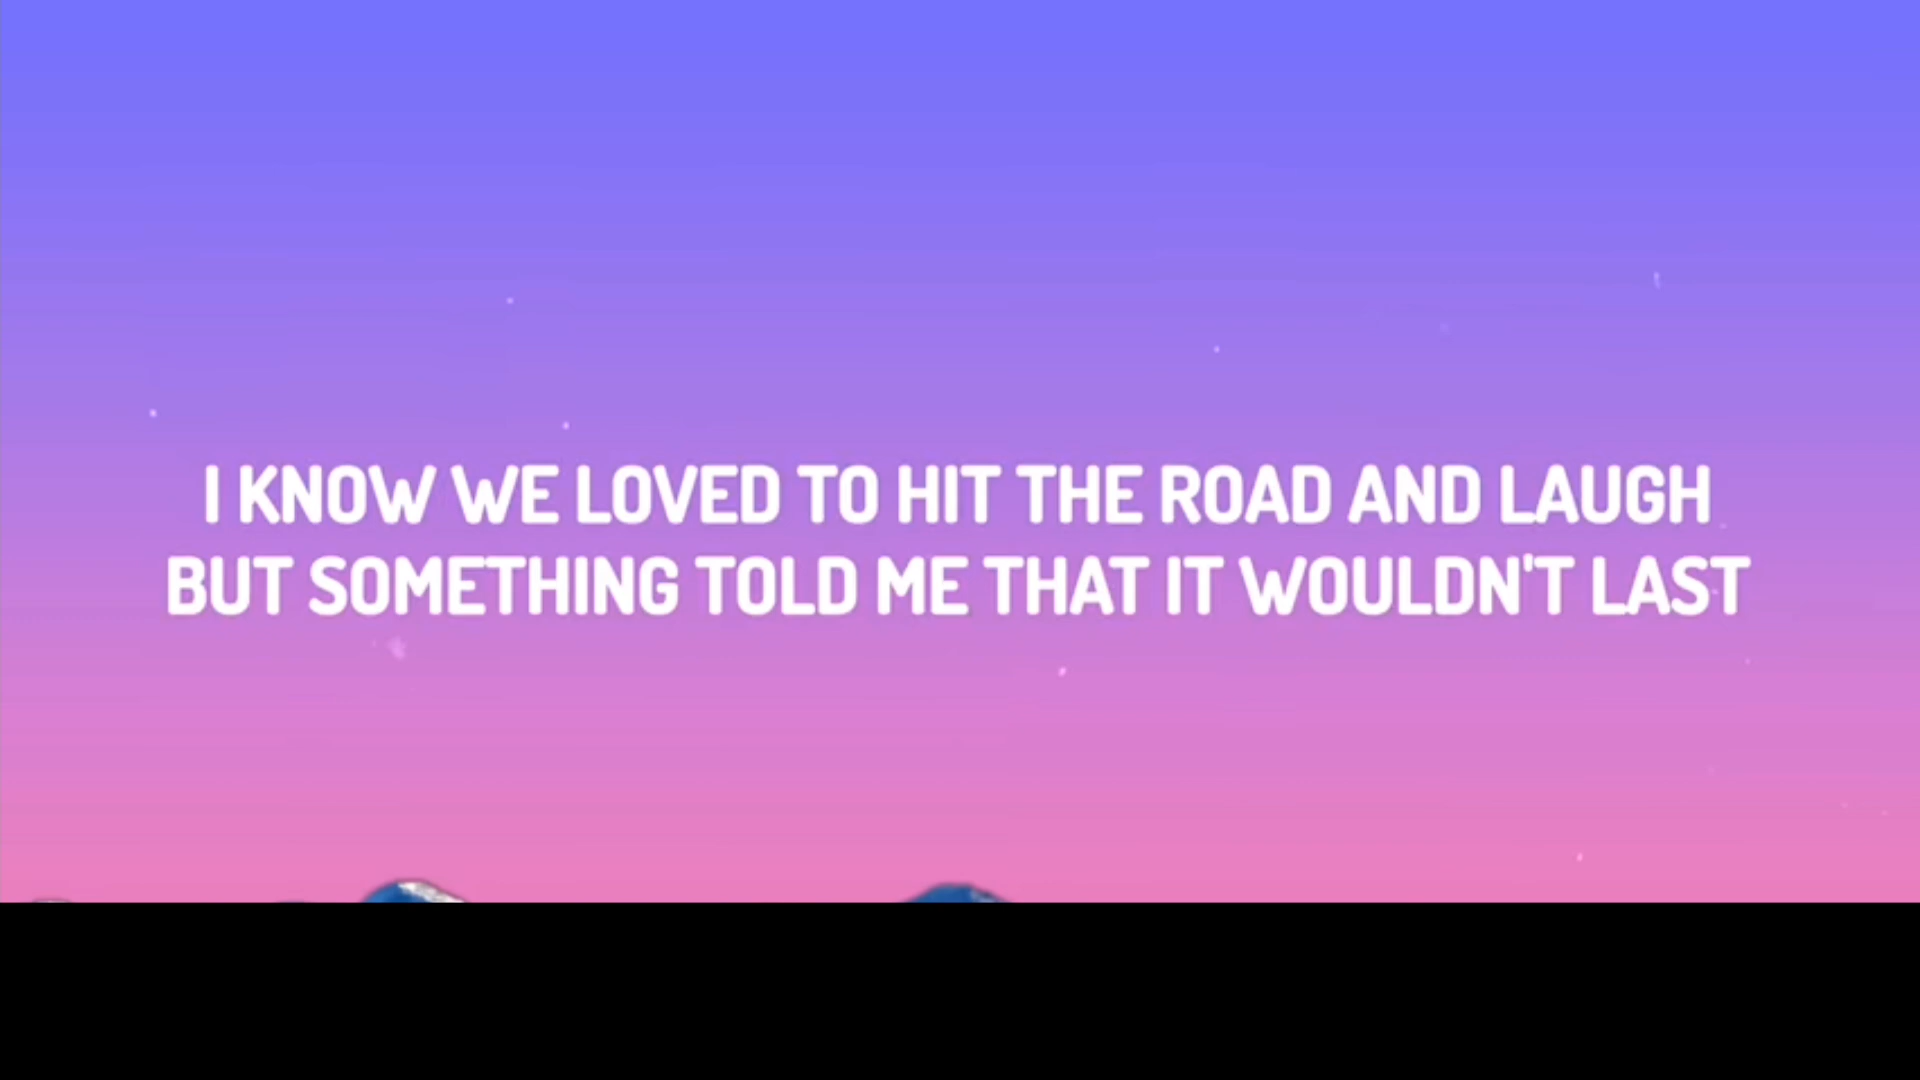 I KNOW WE LOVED TO HIT THE ROAD AND LAUGH
BUT SOMETHING TOLD ME THAT IT WOULDN'T LAST